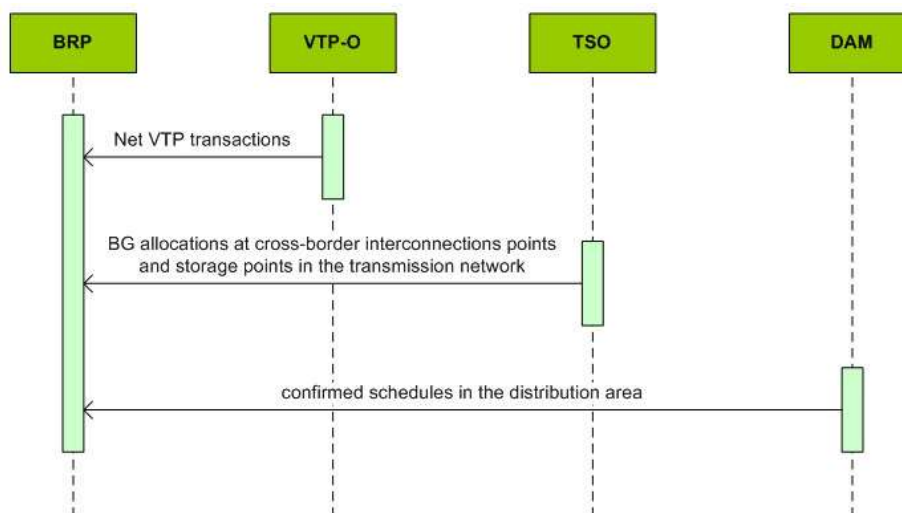 BRP
VTP-O
TSO
DAM
Net VTP transactions
BG allocations at cross-border interconnections points
and storage points in the transmission network
confirmed schedules in the distribution area